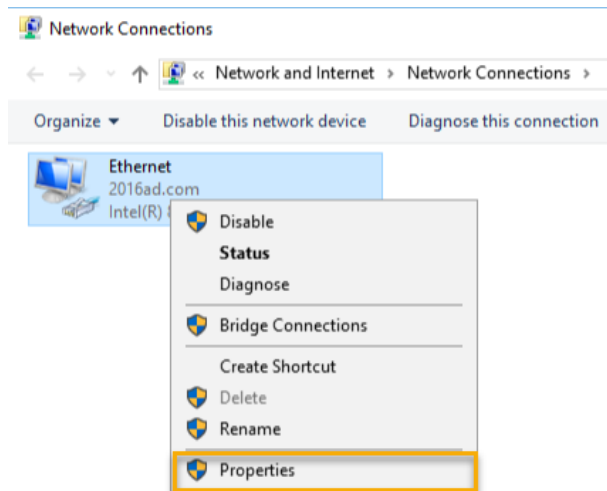 Network Connections
« Network and Internet > Network Connections >
Organize Disable this network device Diagnose this connection
Ethernet
2016ad.com
Intel(R)
Disable
Status
Diagnose
Bridge Connections
Create Shortcut
Delete
Rename
Properties